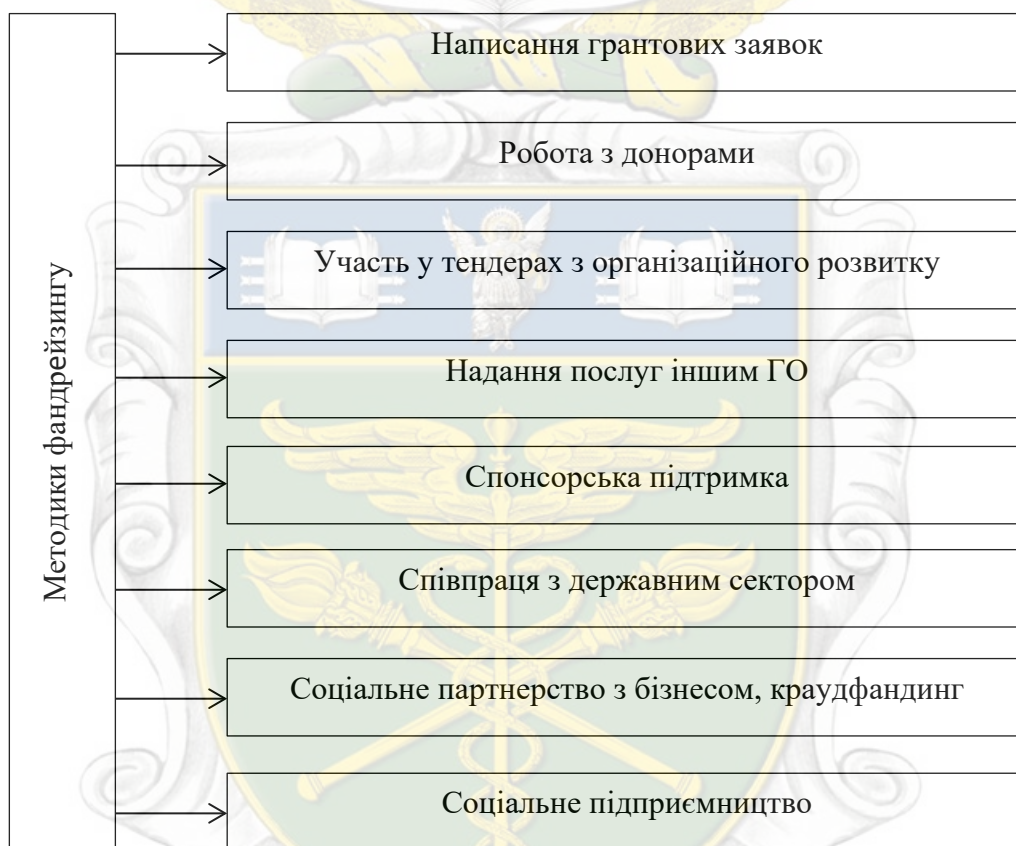 Методики фандрейзингу
Написання грантових заявок
Робота з донорами
Участь у тендерах з організаційного розвитку
Надання послуг іншим ГО
Спонсорська підтримка
Співпраця з державним сектором
Соціальне партнерство з бізнесом, краудфандинг
Соціальне підприємництво